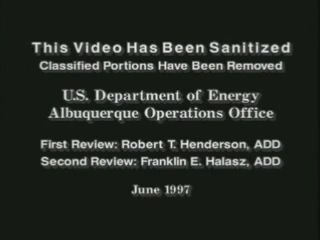 This Video Has Been Sanitized
Classified Portions Have Been Removed
U.S. Department of Energy
Albuquerque Operations Office
First Review: Robert T. Henderson, ADD
Second Review: Franklin E. Halasz, ADD
June 1997